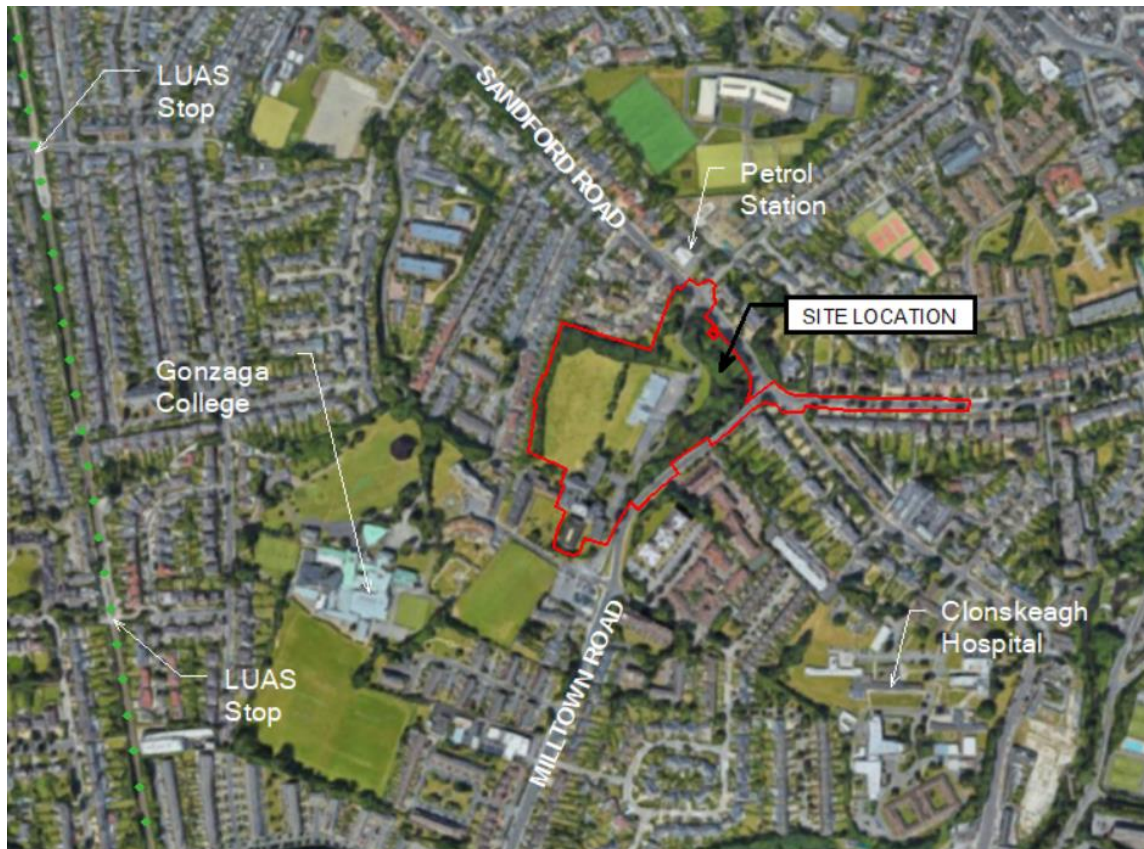 LUAS
Stop
SANDFORD ROAD
Petrol
Station
SITE LOCATION
Gonzaga
College
Clonskeagh
Hospital
LUAS
Stop
MILLTOWN ROAD